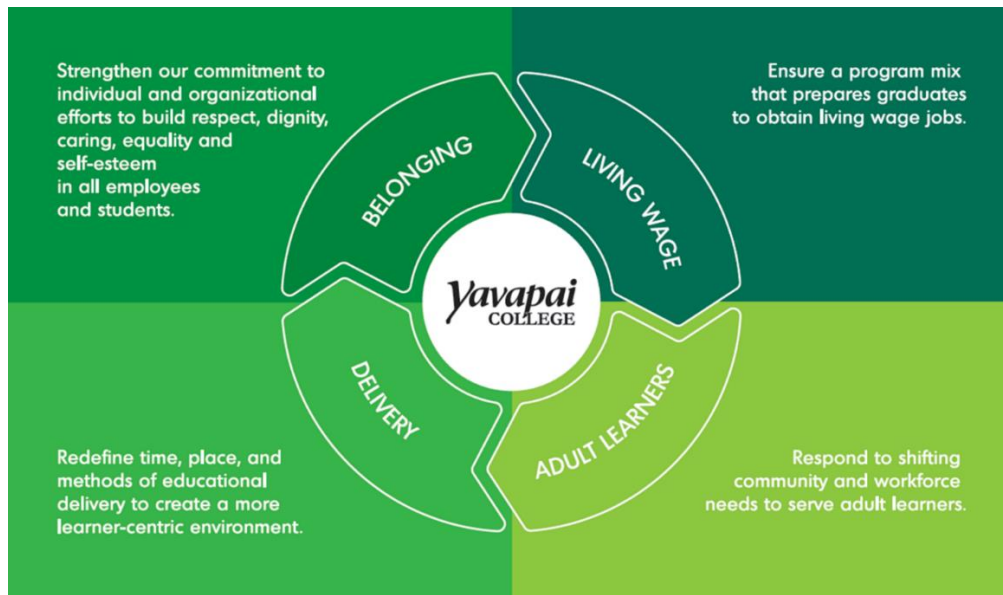 Strengthen our commitment to
individual and organizational
efforts to build respect, dignity,
caring, equality and
self-esteem
in all employees
and students.
BELONGING
LIVING WAGE
Ensure a program mix
that prepares graduates
to obtain living wage jobs.
Yavapai
COLLEGE
DELIVERY
Redefine time, place, and
methods of educational
delivery to create a more
learner-centric environment.
ADULT LEARNERS
Respond to shifting
community and workforce
needs to serve adult learners.